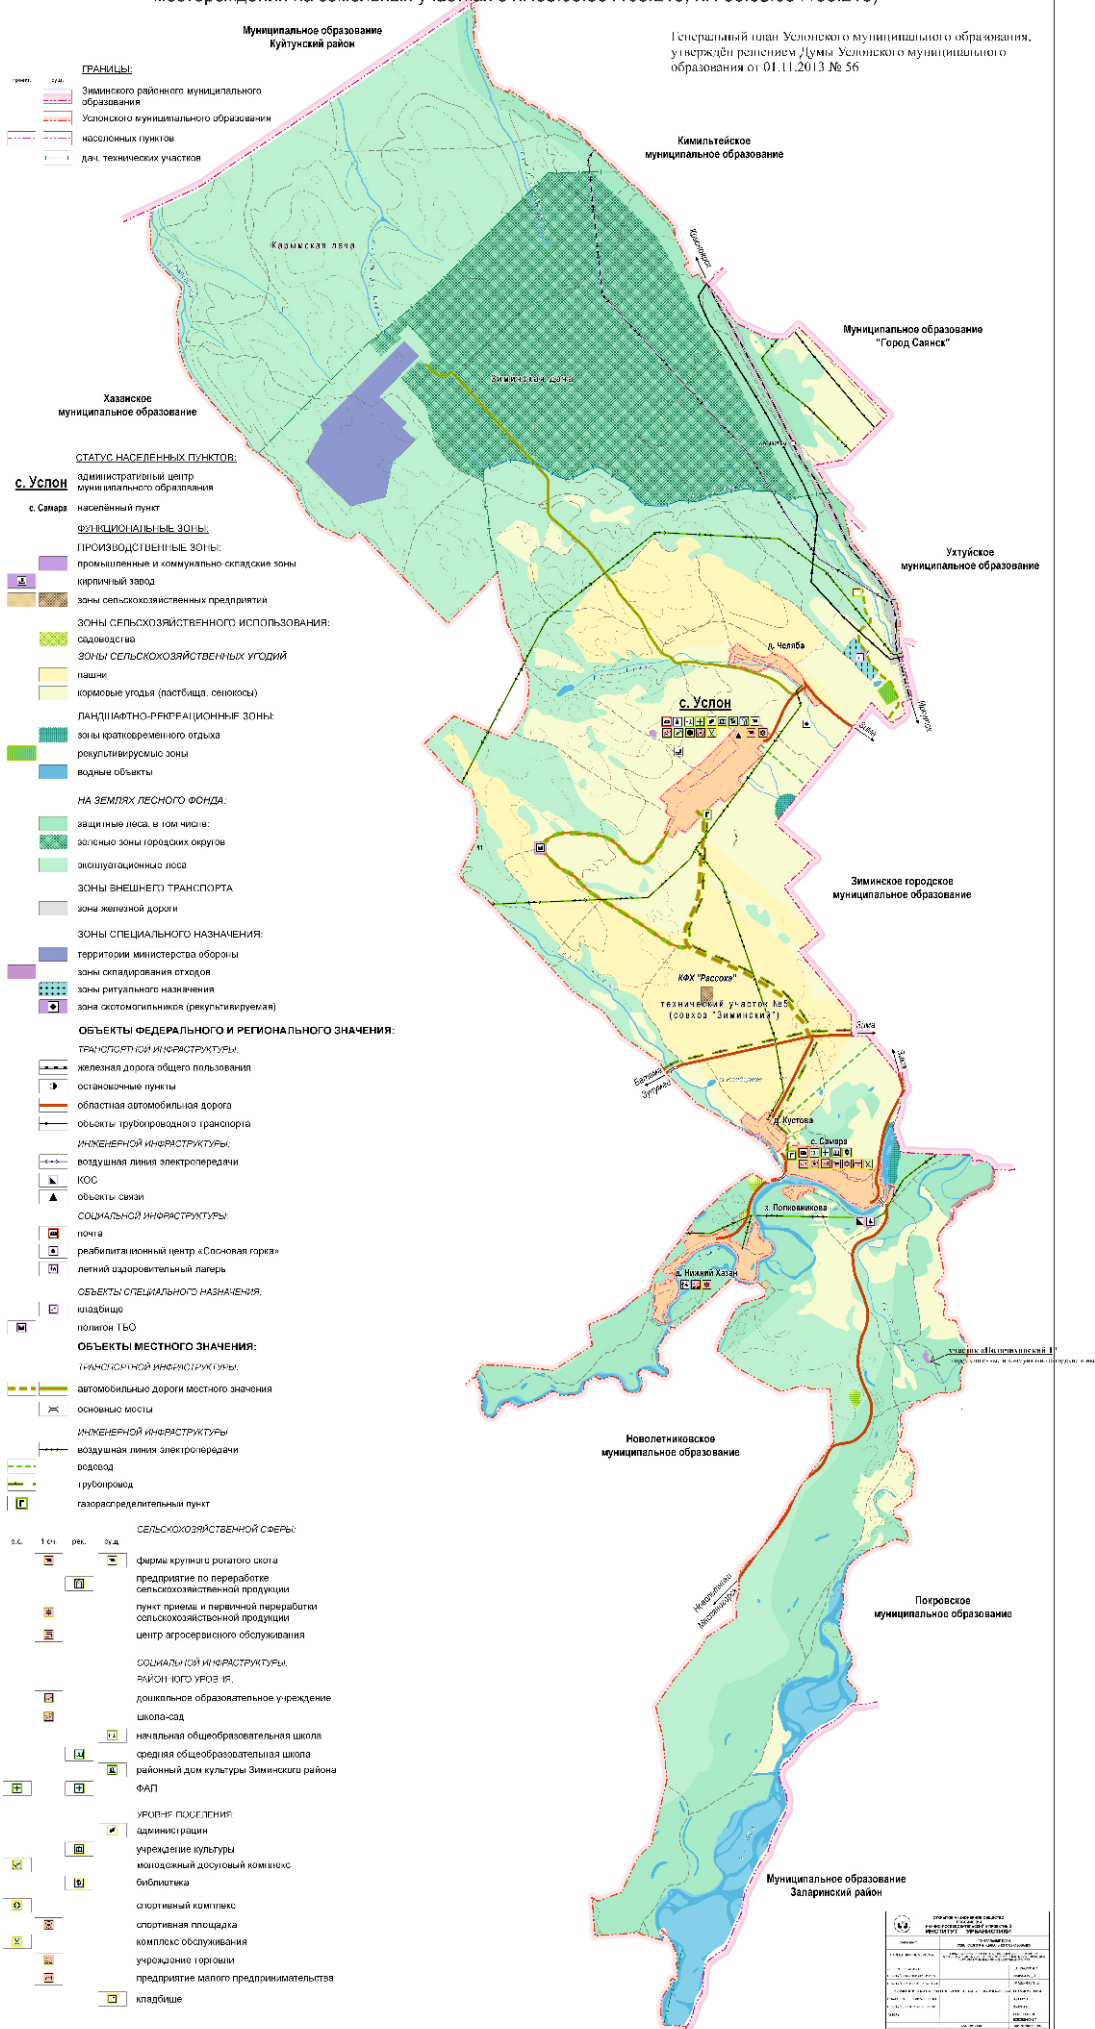 Генеральный план Услонского муниципального образования,
утверждён решением Думы Услонского муниципального
образования от 01.11.2013 № 56
Муниципальное образование
Куйтунский район
ГРАНИЦЫ:
Зиминского районного муниципального
образования
Услонского муниципального образования
населенных пунктов
дач, технических участков
Кимильтейское
муниципальное образование
Карымская дача
Красноярск
Муниципальное образование
"Город Саянск"
Зиминская дача
Хазанское
муниципальное образование
СТАТУС НАСЕЛЁННЫХ ПУНКТОВ:
с. Услон
административный центр
муниципального образования
с. Самара
населённый пункт
ФУНКЦИОНАЛЬНЫЕ ЗОНЫ:
ПРОИЗВОДСТВЕННЫЕ ЗОНЫ:
промышленные и коммунально-складские зоны
кирпичный завод
зоны сельскохозяйственных предприятий
ЗОНЫ СЕЛЬСКОХОЗЯЙСТВЕННОГО ИСПОЛЬЗОВАНИЯ:
садоводства
ЗОНЫ СЕЛЬСКОХОЗЯЙСТВЕННЫХ УГОДИЙ
пашни
кормовые угодья (пастбища, сенокосы)
ЛАНДШАФТНО-РЕКРЕАЦИОННЫЕ ЗОНЫ:
зоны кратковременного отдыха
рекультивируемые зоны
водные объекты
НА ЗЕМЛЯХ ЛЕСНОГО ФОНДА:
защитные леса, в том числе:
зеленые зоны городских округов
эксплуатационные леса
ЗОНЫ ВНЕШНЕГО ТРАНСПОРТА
зона железной дороги
ЗОНЫ СПЕЦИАЛЬНОГО НАЗНАЧЕНИЯ:
территории министерства обороны
зоны складирования отходов
зоны ритуального назначения
зона скотомогильников (рекультивируемая)
ОБЪЕКТЫ ФЕДЕРАЛЬНОГО И РЕГИОНАЛЬНОГО ЗНАЧЕНИЯ:
ТРАНСПОРТНОЙ ИНФРАСТРУКТУРЫ:
железная дорога общего пользования
остановочные пункты
областная автомобильная дорога
объекты трубопроводного транспорта
ИНЖЕНЕРНОЙ ИНФРАСТРУКТУРЫ:
воздушная линия электропередачи
КОС
объекты связи
СОЦИАЛЬНОЙ ИНФРАСТРУКТУРЫ:
почта
реабилитационный центр «Сосновая горка»
летний оздоровительный лагерь
ОБЪЕКТЫ СПЕЦИАЛЬНОГО НАЗНАЧЕНИЯ:
кладбище
полигон ТБО
ОБЪЕКТЫ МЕСТНОГО ЗНАЧЕНИЯ:
ТРАНСПОРТНОЙ ИНФРАСТРУКТУРЫ:
автомобильные дороги местного значения
основные мосты
ИНЖЕНЕРНОЙ ИНФРАСТРУКТУРЫ
воздушная линия электропередачи
водовод
трубопровод
газораспределительный пункт
СЕЛЬСКОХОЗЯЙСТВЕННОЙ СФЕРЫ:
ферма крупного рогатого скота
предприятие по переработке
сельскохозяйственной продукции
пункт приема и первичной переработки
сельскохозяйственной продукции
центр агросервисного обслуживания
СОЦИАЛЬНОЙ ИНФРАСТРУКТУРЫ:
РАЙОННОГО УРОВНЯ:
дошкольное образовательное учреждение
школа-сад
начальная общеобразовательная школа
средняя общеобразовательная школа
районный дом культуры Зиминского района
ФАП
УРОВНЯ ПОСЕЛЕНИЯ:
администрация
учреждение культуры
молодежный досуговый комплекс
библиотека
спортивный комплекс
спортивная площадка
комплекс обслуживания
учреждение торговли
предприятие малого предпринимательства
кладбище
Ухтуйское
муниципальное образование
д. Челяба
с. Услон
Зима
Иркутск
Зиминское городское
муниципальное образование
КФХ "Рассоха"
технический участок №5
(совхоз "Зиминский")
Зима
Зима
д. Кустова
с. Самара
з. Полковникова
д. Нижний Хазан
Новолетниковское
муниципальное образование
Покровское
муниципальное образование
Муниципальное образование
Заларинский район
ИНСТИТУТ УРБАНИСТИКИ